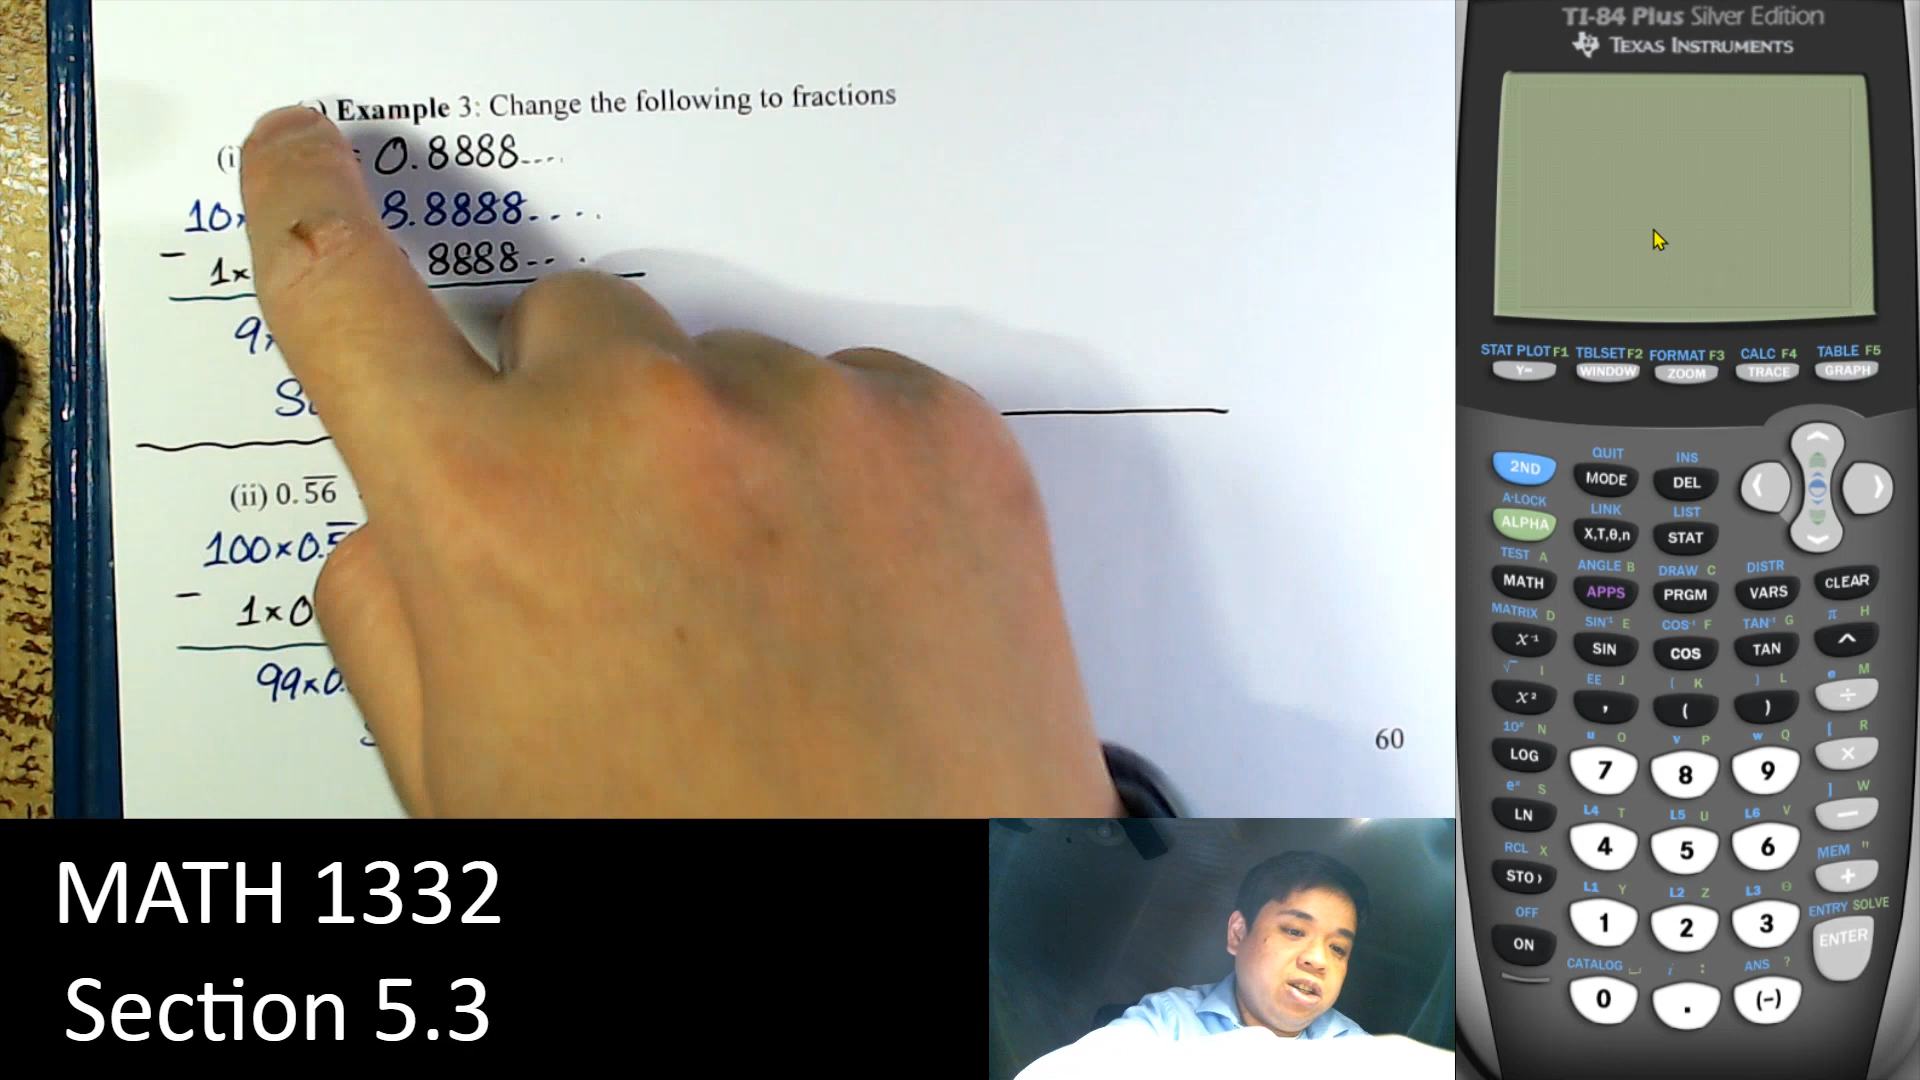 Example 3: Change the following to fractions
(i) = 0.8888....
10× 8.8888....
- 1× 8888...
9×
(ii) 0.56
100×0.5
- 1×0
99×0.
60
MATH 1332
Section 5.3
TI-84 Plus Silver Edition
TEXAS INSTRUMENTS
STAT PLOT F1 TBLSET F2 FORMAT F3 CALC F4 TABLE F5
Y= WINDOW ZOOM TRACE GRAPH
QUIT INS
2ND MODE DEL
A-LOCK LINK LIST
ALPHA X,T,θ,n STAT
TEST A ANGLE B DRAW C DISTR
MATH APPS PRGM VARS CLEAR
MATRIX D SIN⁻¹ E COS⁻¹ F TAN⁻¹ G π H
x⁻¹ SIN COS TAN ^
√ I EE J { K } L e M
x² , ( ) ÷
10ˣ N u O v P w Q [ R
LOG 7 8 9 ×
eˣ S L4 T L5 U L6 V ] W
LN 4 5 6 −
RCL X L1 Y L2 Z L3 θ MEM "
STO› 1 2 3 +
OFF CATALOG i : ANS ? ENTRY SOLVE
ON 0 . (-) ENTER